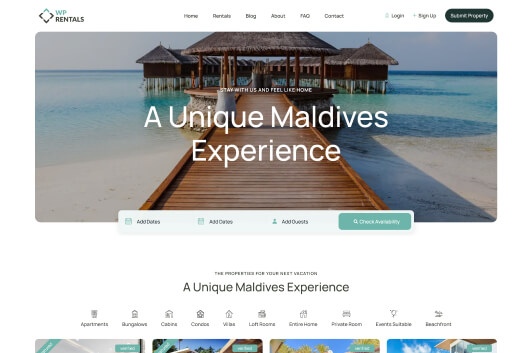 WP
RENTALS
Home Rentals Blog About FAQ Contact
Login Sign Up Submit Property
STAY WITH US AND FEEL LIKE HOME
A Unique Maldives
Experience
Add Dates Add Dates Add Guests Check Availability
THE PROPERTIES FOR YOUR NEXT VACATION
A Unique Maldives Experience
Apartments Bungalows Cabins Condos Villas Loft Rooms Entire Home Private Room Events Suitable Beachfront